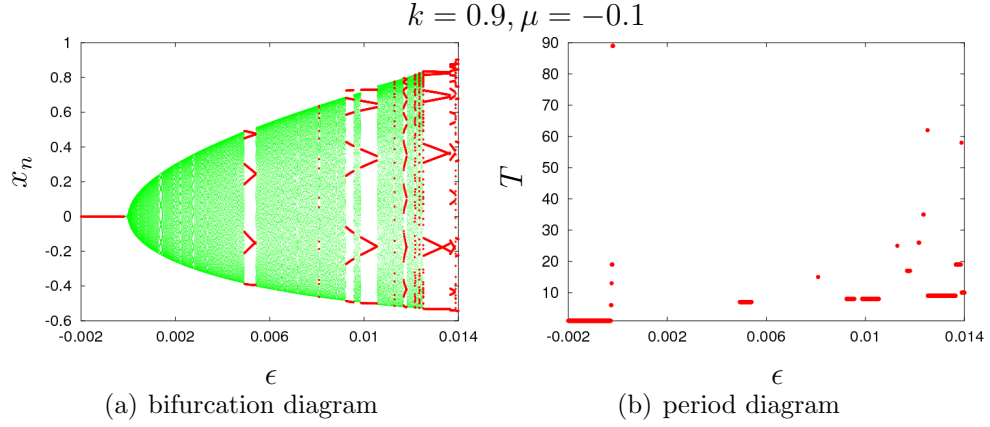 k = 0.9, μ = −0.1
1
0.8
0.6
0.4
0.2
0
-0.2
-0.4
-0.6
x_n
-0.002 0.002 0.006 0.01 0.014
ϵ
(a) bifurcation diagram
90
80
70
60
50
40
30
20
10
T
-0.002 0.002 0.006 0.01 0.014
ϵ
(b) period diagram